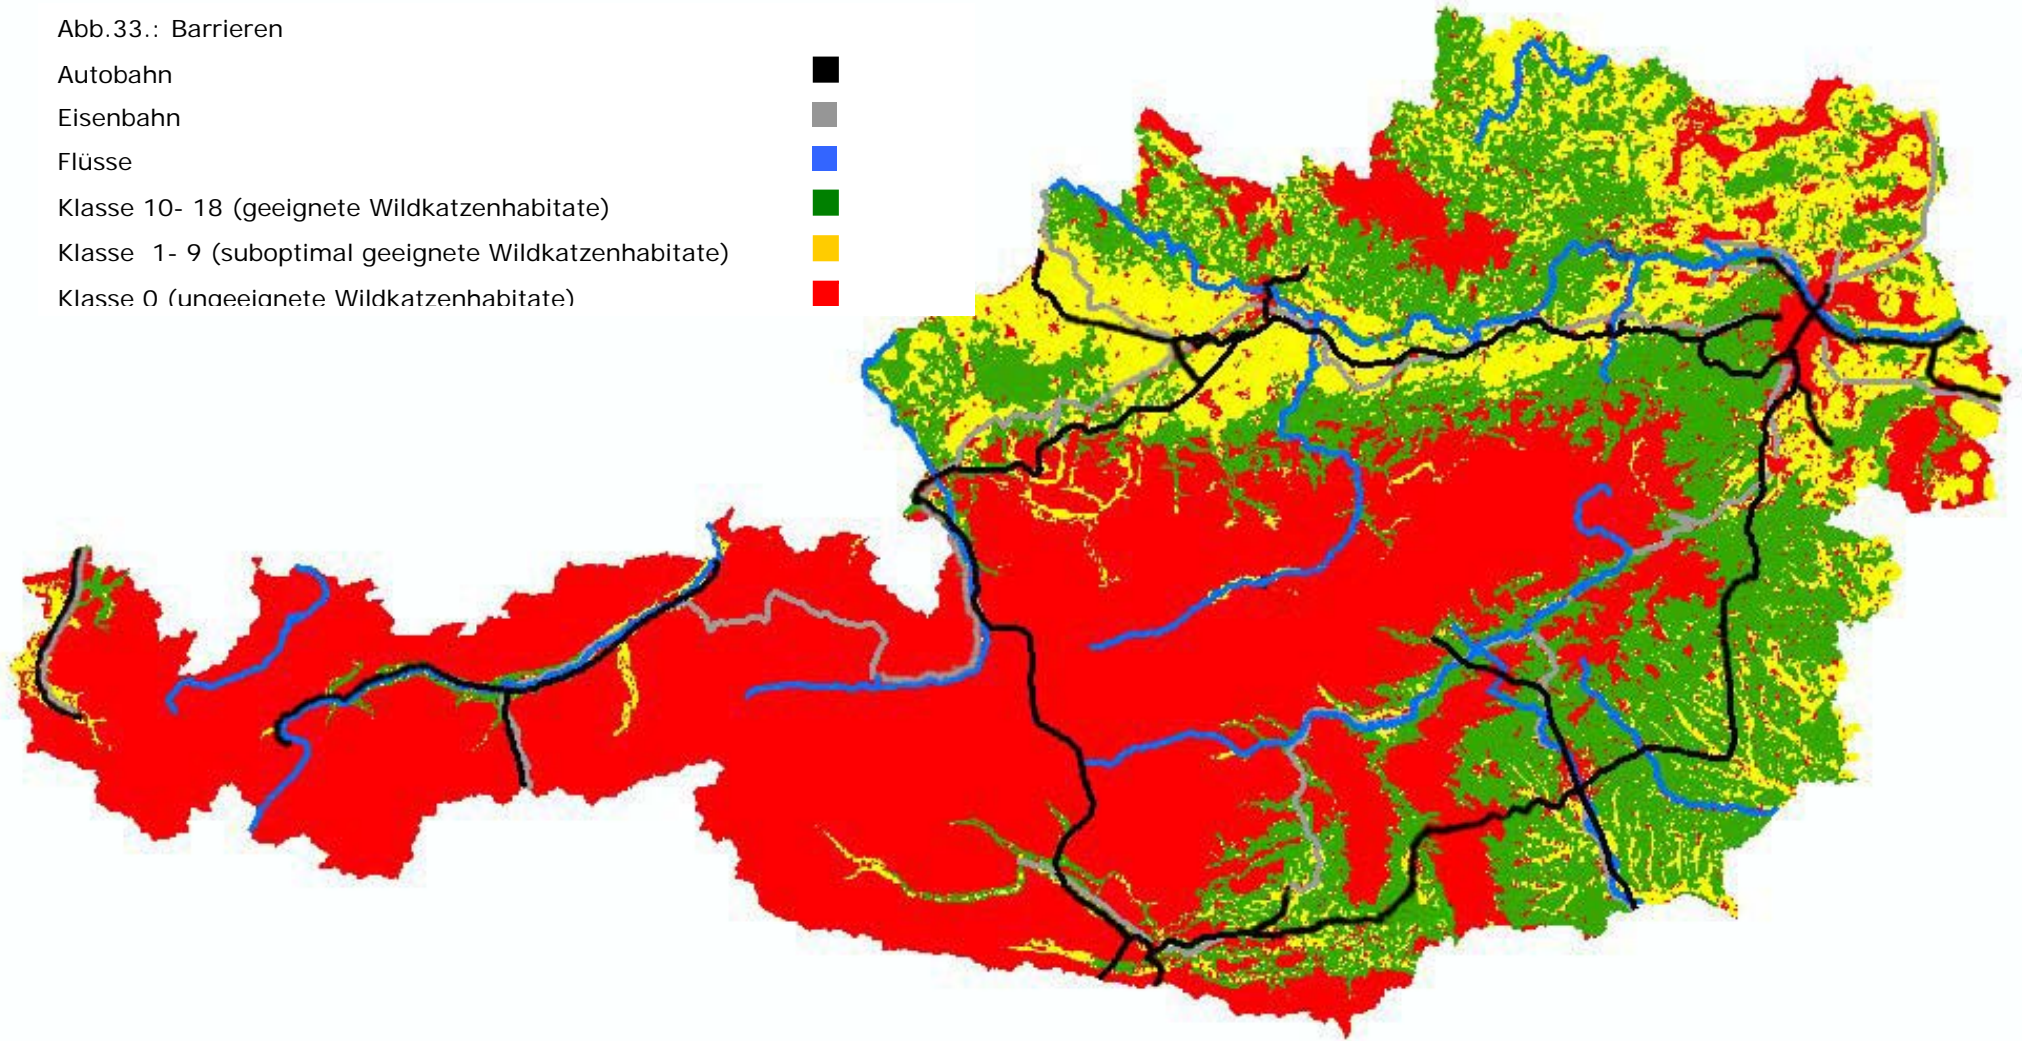 Abb.33.: Barrieren
Autobahn
Eisenbahn
Flüsse
Klasse 10- 18 (geeignete Wildkatzenhabitate)
Klasse  1- 9 (suboptimal geeignete Wildkatzenhabitate)
Klasse 0 (ungeeignete Wildkatzenhabitate)